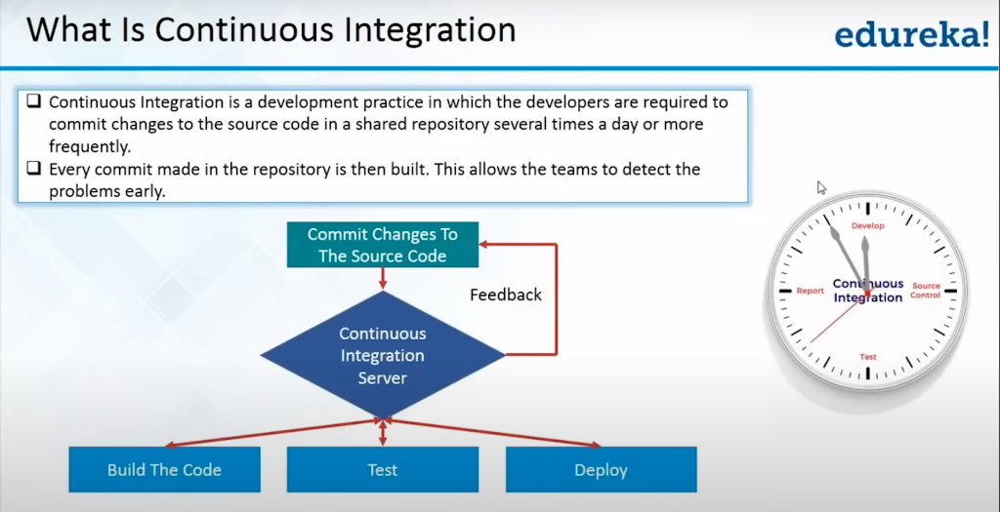 What Is Continuous Integration
edureka!
Continuous Integration is a development practice in which the developers are required to
commit changes to the source code in a shared repository several times a day or more
frequently.
Every commit made in the repository is then built. This allows the teams to detect the
problems early.
Commit Changes To
The Source Code
Feedback
Continuous
Integration
Server
Build The Code
Test
Deploy
Develop
Continuous
Integration
Report
Source
Control
Test